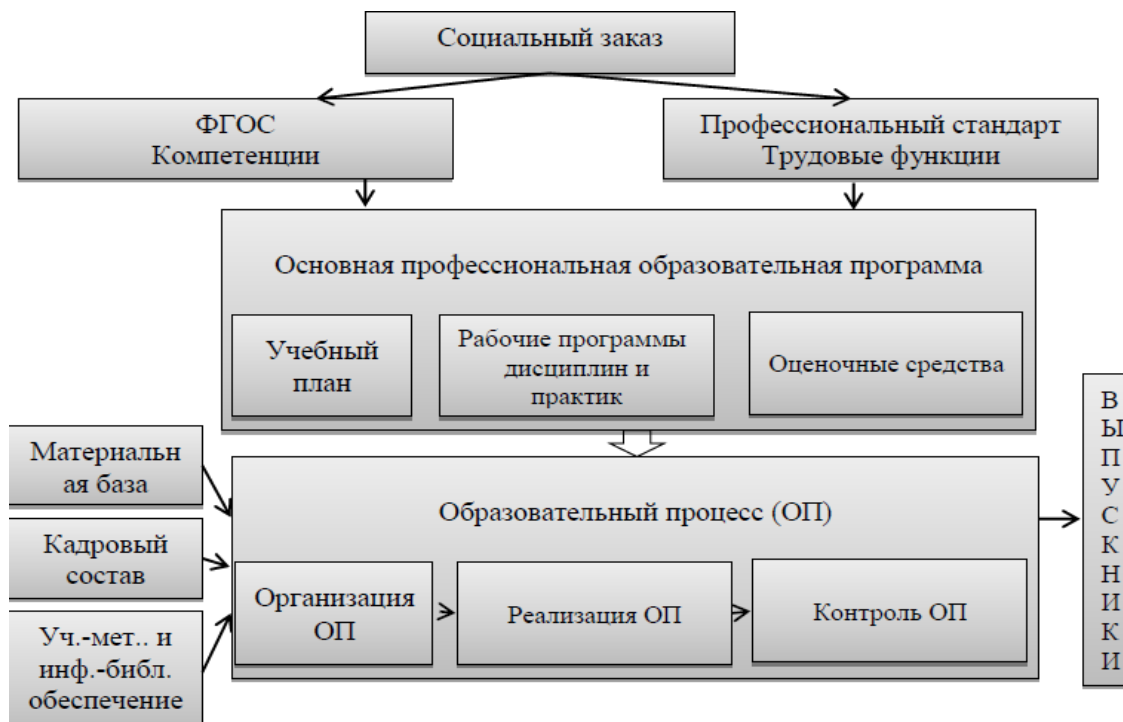 Социальный заказ
ФГОС
Компетенции
Профессиональный стандарт
Трудовые функции
Основная профессиональная образовательная программа
Учебный
план
Рабочие программы
дисциплин и
практик
Оценочные средства
Материальн
ая база
Кадровый
состав
Уч.-мет.. и
инф.-библ.
обеспечение
Образовательный процесс (ОП)
Организация
ОП
Реализация ОП
Контроль ОП
В
Ы
П
У
С
К
Н
И
К
И